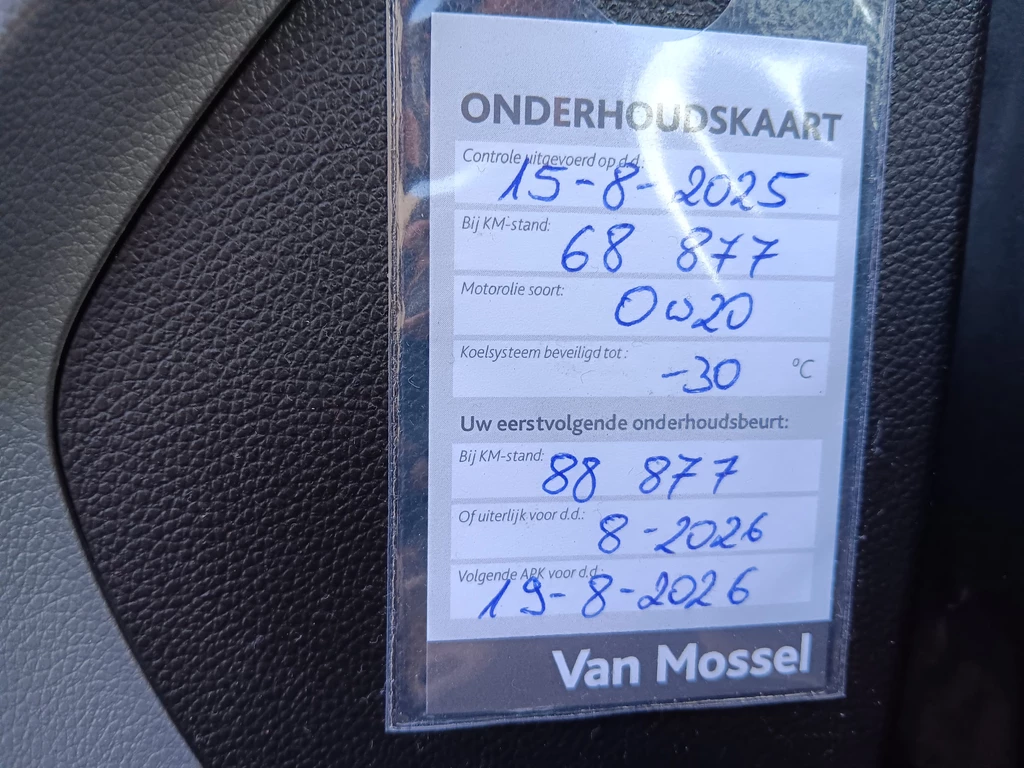 ONDERHOUDSKAART
Controle uitgevoerd op d.d.:
15-8-2025
Bij KM-stand:
68 877
Motorolie soort:
0w20
Koelsysteem beveiligd tot:
-30 °C
Uw eerstvolgende onderhoudsbeurt:
Bij KM-stand:
88 877
Of uiterlijk voor d.d.:
8-2026
Volgende APK voor d.d.:
19-8-2026
Van Mossel